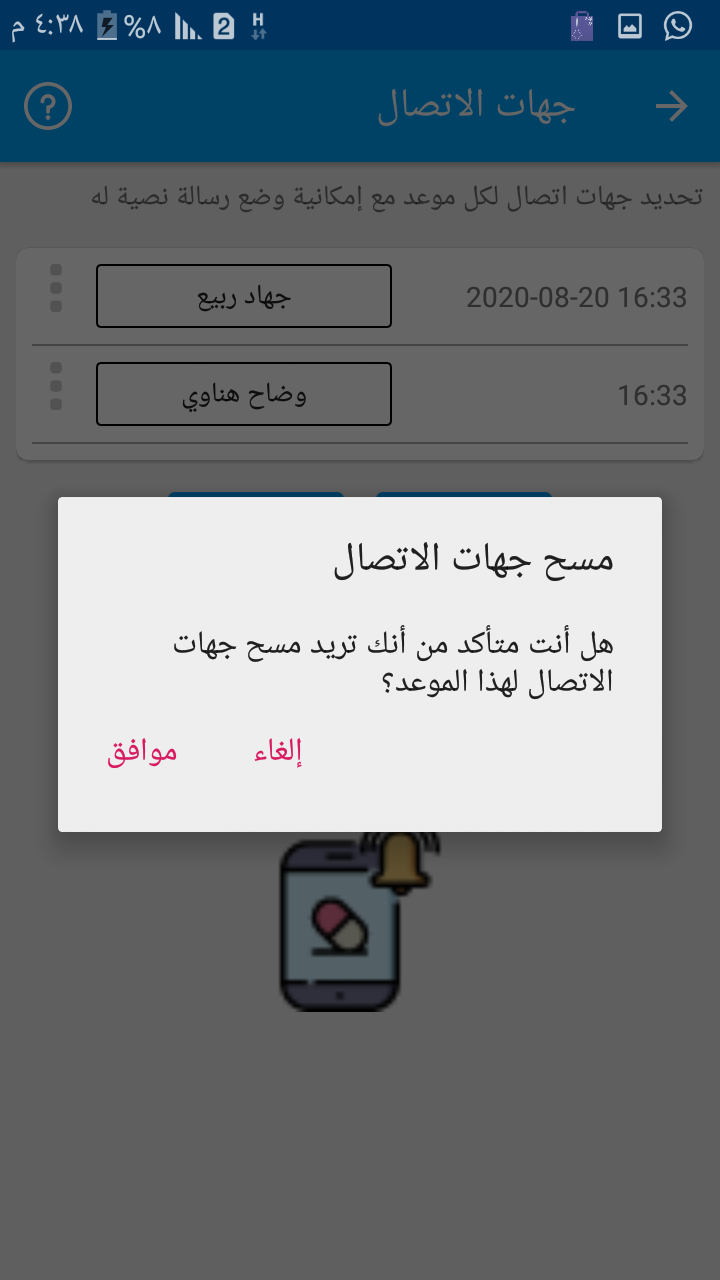 ٤:٣٨ م ٨% 2 H
جهات الاتصال ?
تحديد جهات اتصال لكل موعد مع إمكانية وضع رسالة نصية له
2020-08-20 16:33 جهاد ربيع
16:33 وضاح هناوي
مسح جهات الاتصال
هل أنت متأكد من أنك تريد مسح جهات
الاتصال لهذا الموعد؟
إلغاء موافق